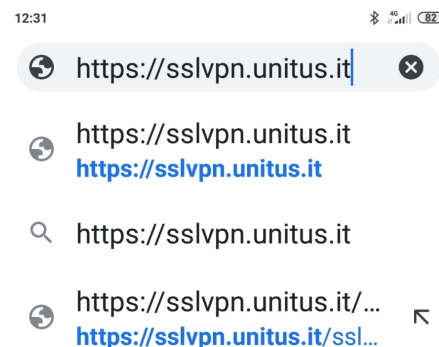 12:31
4G
82
https://sslvpn.unitus.it
https://sslvpn.unitus.it
https://sslvpn.unitus.it
https://sslvpn.unitus.it
https://sslvpn.unitus.it/...
https://sslvpn.unitus.it/ssl...